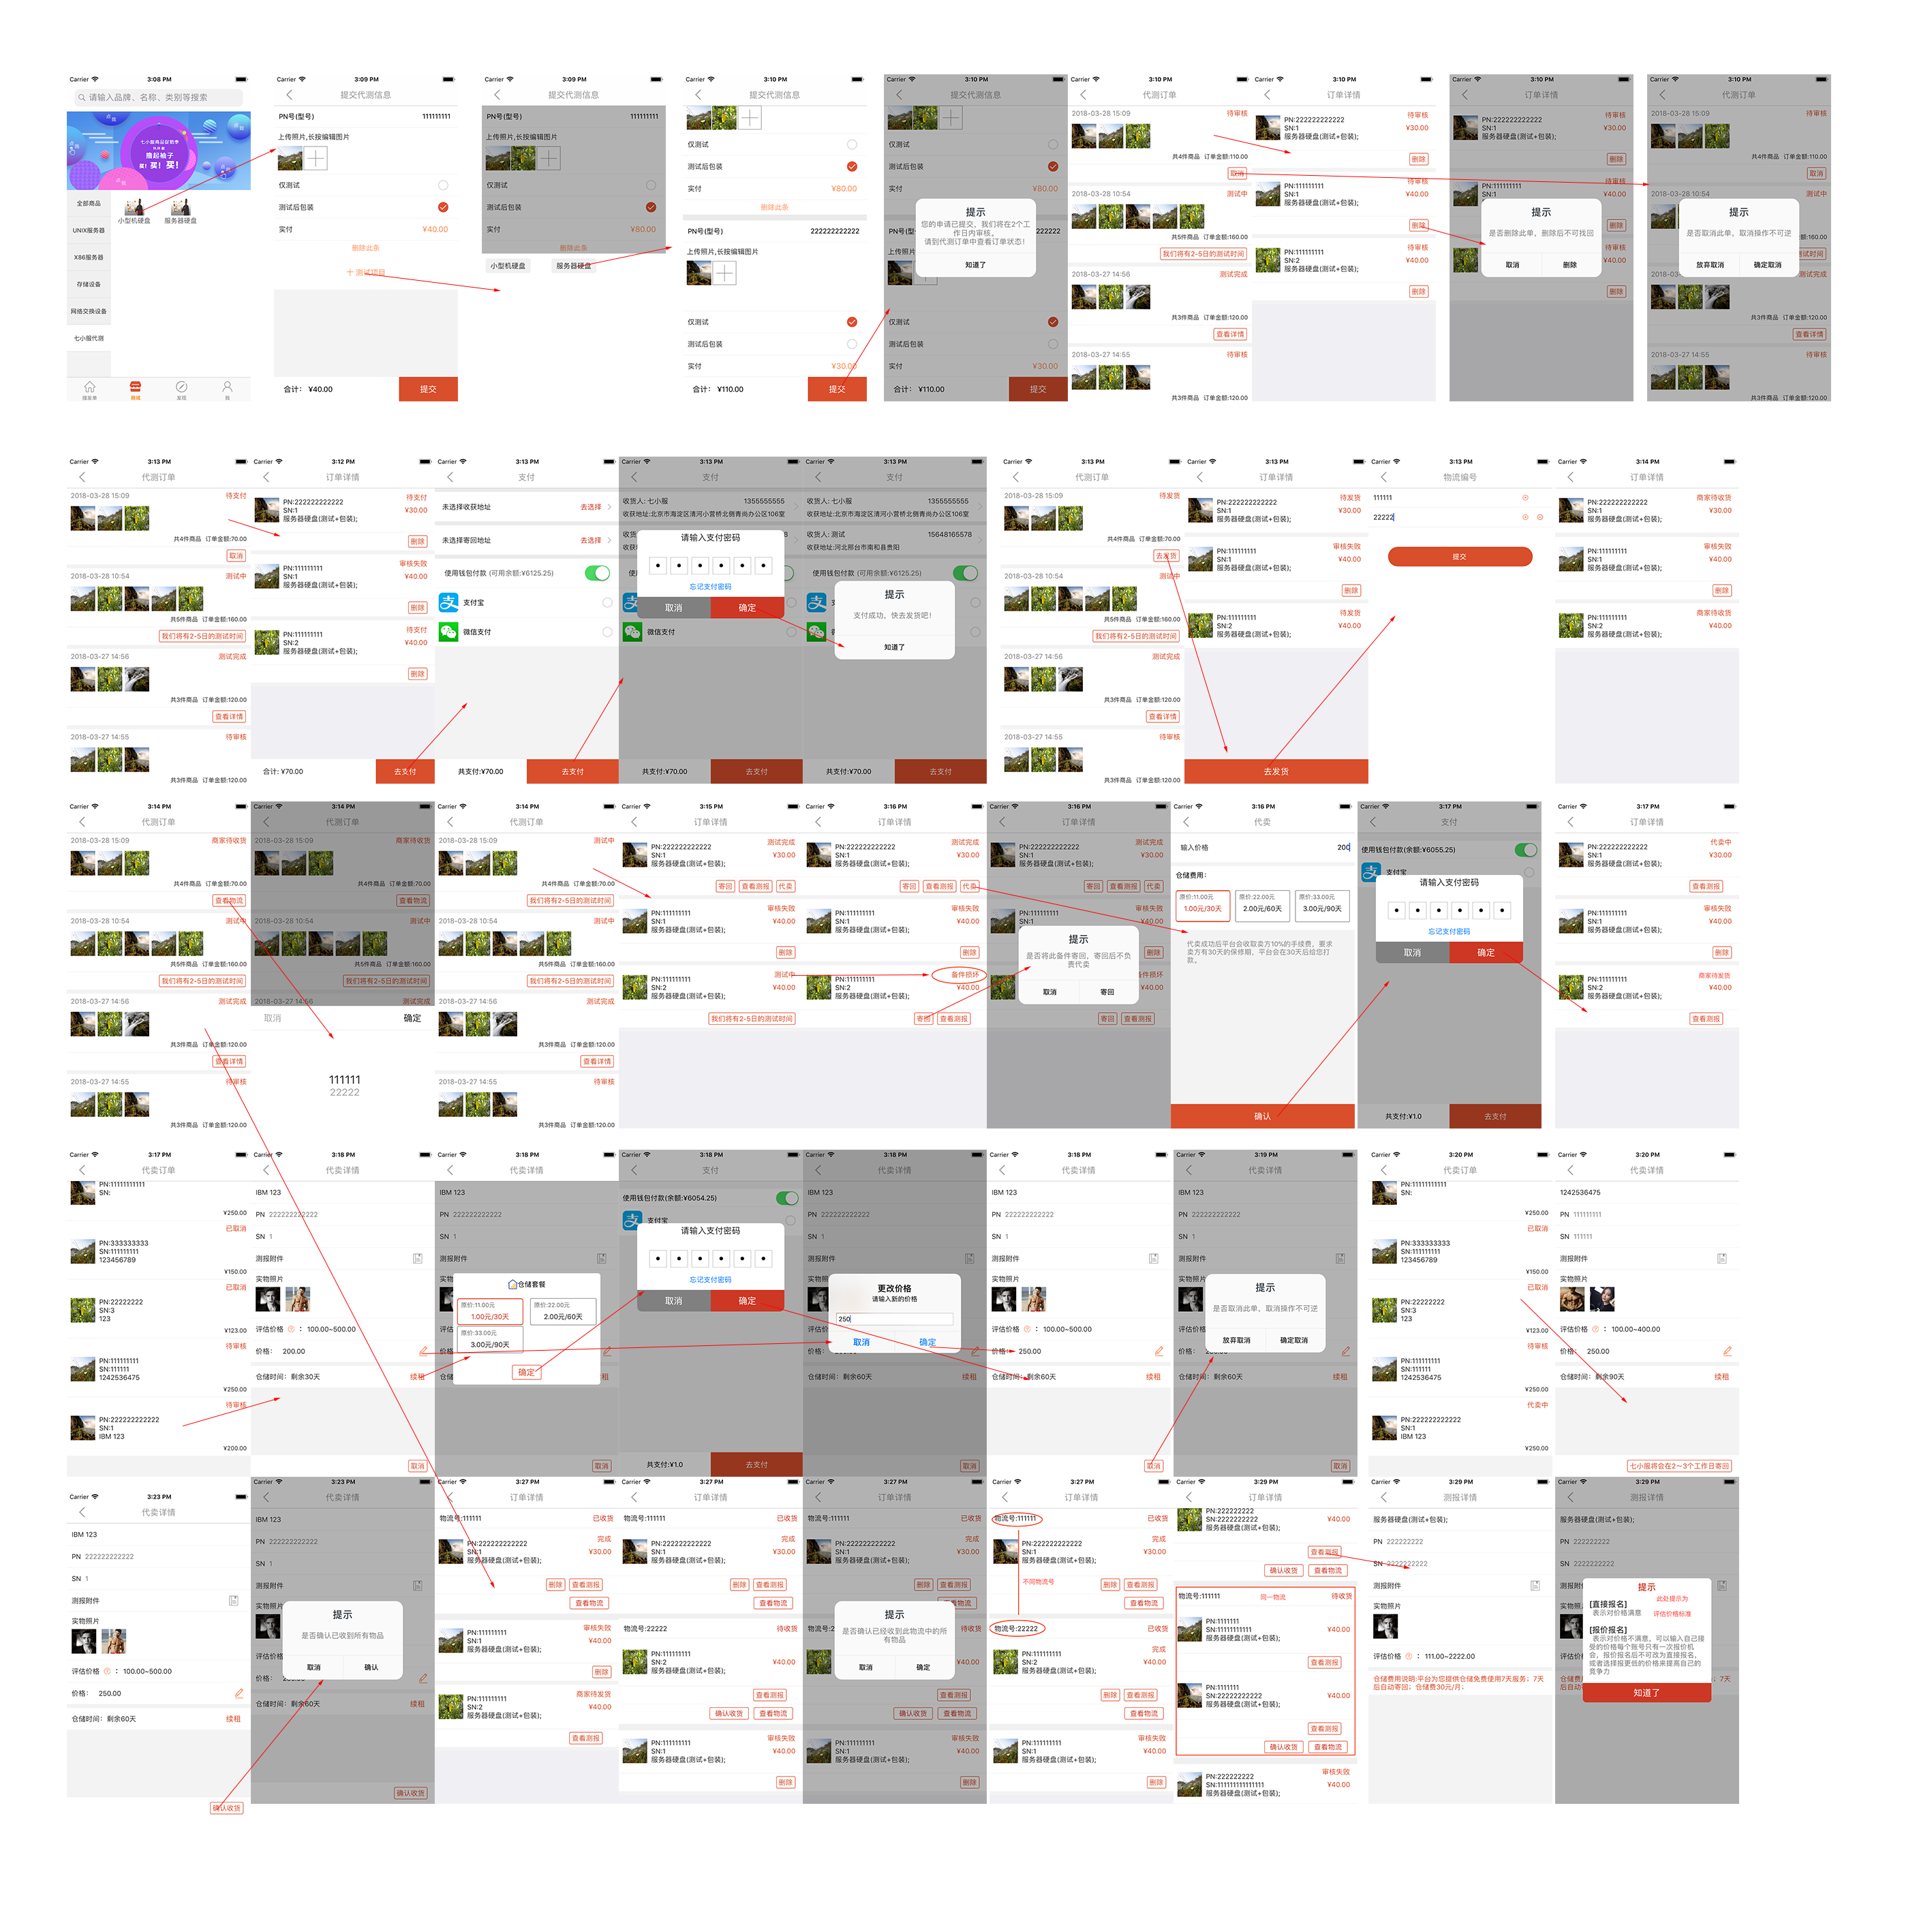 Carrier 3:08 PM
请输入品牌、名称、类别等搜索
七小服商品促销季
撸起袖子
买！买！买！
全部商品
UNIX服务器
X86服务器
存储设备
网络交换设备
七小服代测
小型机硬盘
服务器硬盘
商城
发现
我
Carrier 3:09 PM
提交代测信息
PN号(型号) 111111111
上传照片,长按编辑图片
仅测试
测试后包装
实付 ¥40.00
删除此条
+ 测试项目
合计： ¥40.00 提交
Carrier 3:09 PM
提交代测信息
PN号(型号) 111111111
上传照片,长按编辑图片
仅测试
测试后包装
实付 ¥80.00
删除此条
小型机硬盘 服务器硬盘
Carrier 3:10 PM
提交代测信息
仅测试
测试后包装
实付 ¥80.00
删除此条
PN号(型号) 222222222222
上传照片,长按编辑图片
仅测试
测试后包装
实付 ¥30.00
合计： ¥110.00 提交
Carrier 3:10 PM
提交代测信息
仅测试
测试后包装
实付 ¥80.00
提示
您的申请已提交，我们将在2个工作日内审核。
请到代测订单中查看订单状态!
知道了
仅测试
测试后包装
实付 ¥30.00
合计： ¥110.00 提交
Carrier 3:10 PM
代测订单
2018-03-28 15:09 待审核
共4件商品 订单金额:110.00
取消
2018-03-28 10:54 测试中
共5件商品 订单金额:160.00
我们将有2-5日的测试时间
2018-03-27 14:56 测试完成
共3件商品 订单金额:120.00
查看详情
2018-03-27 14:55 待审核
共3件商品 订单金额:120.00
Carrier 3:10 PM
订单详情
PN:222222222222 待审核
SN:1 ¥30.00
服务器硬盘(测试+包装);
删除
PN:111111111 待审核
SN:1 ¥40.00
服务器硬盘(测试+包装);
删除
PN:111111111 待审核
SN:2 ¥40.00
服务器硬盘(测试+包装);
删除
Carrier 3:10 PM
订单详情
提示
是否删除此单，删除后不可找回
取消 删除
Carrier 3:10 PM
代测订单
提示
是否取消此单，取消操作不可逆
放弃取消 确定取消
Carrier 3:13 PM
代测订单
2018-03-28 15:09 待支付
共4件商品 订单金额:70.00
取消
2018-03-28 10:54 测试中
共5件商品 订单金额:160.00
我们将有2-5日的测试时间
2018-03-27 14:56 测试完成
共3件商品 订单金额:120.00
查看详情
2018-03-27 14:55 待审核
共3件商品 订单金额:120.00
Carrier 3:12 PM
订单详情
PN:222222222222 待支付
SN:1 ¥30.00
服务器硬盘(测试+包装);
删除
PN:111111111 审核失败
SN:1 ¥40.00
服务器硬盘(测试+包装);
删除
PN:111111111 待支付
SN:2 ¥40.00
服务器硬盘(测试+包装);
删除
合计: ¥70.00 去支付
Carrier 3:13 PM
支付
未选择收获地址 去选择
未选择寄回地址 去选择
使用钱包付款 (可用余额:¥6125.25)
支付宝
微信支付
共支付:¥70.00 去支付
Carrier 3:13 PM
支付
收货人: 七小服 1355555555
收获地址:北京市海淀区清河小营桥北侧青尚办公区106室
请输入支付密码
忘记支付密码
取消 确定
微信支付
共支付:¥70.00 去支付
Carrier 3:13 PM
支付
收货人: 七小服 1355555555
收获地址:北京市海淀区清河小营桥北侧青尚办公区106室
收货人: 测试 15648165578
收获地址:河北邢台市南和县贵阳
使用钱包付款 (可用余额:¥6125.25)
提示
支付成功，快去发货吧！
知道了
共支付:¥70.00 去支付
Carrier 3:13 PM
代测订单
2018-03-28 15:09 待发货
共4件商品 订单金额:70.00
去发货
2018-03-28 10:54 测试中
共5件商品 订单金额:160.00
我们将有2-5日的测试时间
2018-03-27 14:56 测试完成
共3件商品 订单金额:120.00
查看详情
2018-03-27 14:55 待审核
共3件商品 订单金额:120.00
Carrier 3:13 PM
订单详情
PN:222222222222 待发货
SN:1 ¥30.00
服务器硬盘(测试+包装);
PN:111111111 审核失败
SN:1 ¥40.00
服务器硬盘(测试+包装);
删除
PN:111111111 待发货
SN:2 ¥40.00
服务器硬盘(测试+包装);
去发货
Carrier 3:13 PM
物流编号
111111
22222
提交
Carrier 3:14 PM
订单详情
PN:222222222222 商家待收货
SN:1 ¥30.00
服务器硬盘(测试+包装);
PN:111111111 审核失败
SN:1 ¥40.00
服务器硬盘(测试+包装);
删除
PN:111111111 商家待收货
SN:2 ¥40.00
服务器硬盘(测试+包装);
Carrier 3:14 PM
代测订单
2018-03-28 15:09 商家待收货
共4件商品 订单金额:70.00
查看物流
2018-03-28 10:54 测试中
共5件商品 订单金额:160.00
我们将有2-5日的测试时间
2018-03-27 14:56 测试完成
共3件商品 订单金额:120.00
查看详情
2018-03-27 14:55 待审核
共3件商品 订单金额:120.00
Carrier 3:14 PM
代测订单
取消 确定
111111
22222
Carrier 3:14 PM
代测订单
2018-03-28 15:09 测试中
共4件商品 订单金额:70.00
我们将有2-5日的测试时间
2018-03-28 10:54 测试中
共5件商品 订单金额:160.00
我们将有2-5日的测试时间
2018-03-27 14:56 测试完成
共3件商品 订单金额:120.00
查看详情
2018-03-27 14:55 待审核
共3件商品 订单金额:120.00
Carrier 3:15 PM
订单详情
PN:222222222222 测试完成
SN:1 ¥30.00
服务器硬盘(测试+包装);
寄回 查看测报 代卖
PN:111111111 审核失败
SN:1 ¥40.00
服务器硬盘(测试+包装);
删除
PN:111111111 测试中
SN:2 ¥40.00
服务器硬盘(测试+包装);
我们将有2-5日的测试时间
Carrier 3:16 PM
订单详情
PN:222222222222 测试完成
SN:1 ¥30.00
服务器硬盘(测试+包装);
寄回 查看测报 代卖
PN:111111111 审核失败
SN:1 ¥40.00
服务器硬盘(测试+包装);
删除
PN:111111111 备件损坏
SN:2 ¥40.00
服务器硬盘(测试+包装);
寄回 查看测报
Carrier 3:16 PM
订单详情
提示
是否将此备件寄回，寄回后不负责代卖
取消 寄回
Carrier 3:16 PM
代卖
输入价格 200
仓储费用：
原价:11.00元 原价:22.00元 原价:33.00元
1.00元/30天 2.00元/60天 3.00元/90天
代卖成功后平台会收取卖方10%的手续费，要求卖方有30天的保修期，平台会在30天后给您打款。
确认
Carrier 3:17 PM
支付
使用钱包付款(余额:¥6055.25)
请输入支付密码
忘记支付密码
取消 确定
共支付:¥1.0 去支付
Carrier 3:17 PM
订单详情
PN:222222222222 代卖中
SN:1 ¥30.00
服务器硬盘(测试+包装);
查看测报
PN:111111111 审核失败
SN:1 ¥40.00
服务器硬盘(测试+包装);
删除
PN:111111111 商家待发货
SN:2 ¥40.00
服务器硬盘(测试+包装);
查看测报
Carrier 3:17 PM
代卖订单
PN:11111111111
SN:
¥250.00
已取消
PN:333333333
SN:111111111
123456789
¥150.00
已取消
PN:22222222
SN:3
123
¥123.00
待审核
PN:111111111
SN:111111
1242536475
¥250.00
待审核
PN:222222222222
SN:1
IBM 123
¥200.00
Carrier 3:18 PM
代卖详情
IBM 123
PN 222222222222
SN 1
测报附件
实物照片
评估价格 ： 100.00~500.00
价格： 200.00
仓储时间：剩余30天 续租
取消
Carrier 3:18 PM
代卖详情
仓储套餐
原价:11.00元 原价:22.00元
1.00元/30天 2.00元/60天
原价:33.00元
3.00元/90天
确定
取消
Carrier 3:18 PM
支付
使用钱包付款(余额:¥6054.25)
支付宝
请输入支付密码
忘记支付密码
取消 确定
共支付:¥1.0 去支付
Carrier 3:18 PM
代卖详情
更改价格
请输入新的价格
250
取消 确定
仓储时间：剩余60天
取消
Carrier 3:18 PM
代卖详情
IBM 123
PN 222222222222
SN 1
测报附件
实物照片
评估价格 ： 100.00~500.00
价格： 250.00
仓储时间：剩余60天 续租
取消
Carrier 3:19 PM
代卖详情
提示
是否取消此单，取消操作不可逆
放弃取消 确定取消
仓储时间：剩余60天 续租
取消
Carrier 3:20 PM
代卖订单
PN:11111111111
SN:
¥250.00
已取消
PN:333333333
SN:111111111
123456789
¥150.00
已取消
PN:22222222
SN:3
123
¥123.00
待审核
PN:111111111
SN:111111
1242536475
¥250.00
代卖中
PN:222222222222
SN:1
IBM 123
¥250.00
Carrier 3:20 PM
代卖详情
1242536475
PN 111111111
SN 111111
测报附件
实物照片
评估价格 ： 100.00~400.00
价格： 250.00
仓储时间：剩余90天 续租
七小服将会在2～3个工作日寄回
Carrier 3:23 PM
代卖详情
IBM 123
PN 222222222222
SN 1
测报附件
实物照片
评估价格 ： 100.00~500.00
价格： 250.00
仓储时间：剩余60天 续租
确认收货
Carrier 3:23 PM
代卖详情
提示
是否确认已收到所有物品
取消 确认
仓储时间：剩余60天 续租
确认收货
Carrier 3:27 PM
订单详情
物流号:111111 已收货
PN:222222222222 完成
SN:1 ¥30.00
服务器硬盘(测试+包装);
删除 查看测报
查看物流
PN:111111111 审核失败
SN:1 ¥40.00
服务器硬盘(测试+包装);
删除
PN:111111111 商家待发货
SN:2 ¥40.00
服务器硬盘(测试+包装);
查看测报
Carrier 3:27 PM
订单详情
物流号:111111 已收货
PN:222222222222 完成
SN:1 ¥30.00
服务器硬盘(测试+包装);
删除 查看测报
查看物流
物流号:22222 待收货
PN:111111111
SN:2 ¥40.00
服务器硬盘(测试+包装);
查看测报
确认收货 查看物流
PN:111111111 审核失败
SN:1 ¥40.00
服务器硬盘(测试+包装);
删除
Carrier 3:27 PM
订单详情
提示
是否确认已经收到此物流中的所有物品
取消 确定
Carrier 3:27 PM
订单详情
物流号:111111 已收货
PN:222222222222 完成
SN:1 ¥30.00
服务器硬盘(测试+包装);
不同物流号
删除 查看测报
查看物流
物流号:22222 已收货
PN:111111111 完成
SN:2 ¥40.00
服务器硬盘(测试+包装);
删除 查看测报
查看物流
PN:111111111 审核失败
SN:1 ¥40.00
服务器硬盘(测试+包装);
删除
Carrier 3:29 PM
订单详情
PN:222222222
SN:2222222222 ¥40.00
服务器硬盘(测试+包装);
查看测报
确认收货 查看物流
物流号:111111 同一物流 待收货
PN:1111111
SN:11111111111 ¥40.00
服务器硬盘(测试+包装);
查看测报
PN:1111111
SN:22222222222 ¥40.00
服务器硬盘(测试+包装);
查看测报
确认收货 查看物流
PN:222222222 审核失败
SN:111111111111111 ¥40.00
服务器硬盘(测试+包装);
Carrier 3:29 PM
测报详情
服务器硬盘(测试+包装);
PN 222222222
SN 2222222222
测报附件
实物照片
评估价格 ： 111.00~2222.00
仓储费用说明:平台为您提供仓储免费使用7天服务；7天后自动寄回；仓储费30元/月；
Carrier 3:29 PM
测报详情
服务器硬盘(测试+包装);
PN 222222222
SN 2222222222
提示
此处提示为
评估价格标准
[直接报名]
表示对价格满意
[报价报名]
表示对价格不满意，可以输入自己接受的价格每个账号只有一次报价机会，报价报名后不可改为直接报名，或者选择报更低的价格来提高自己的竞争力
知道了